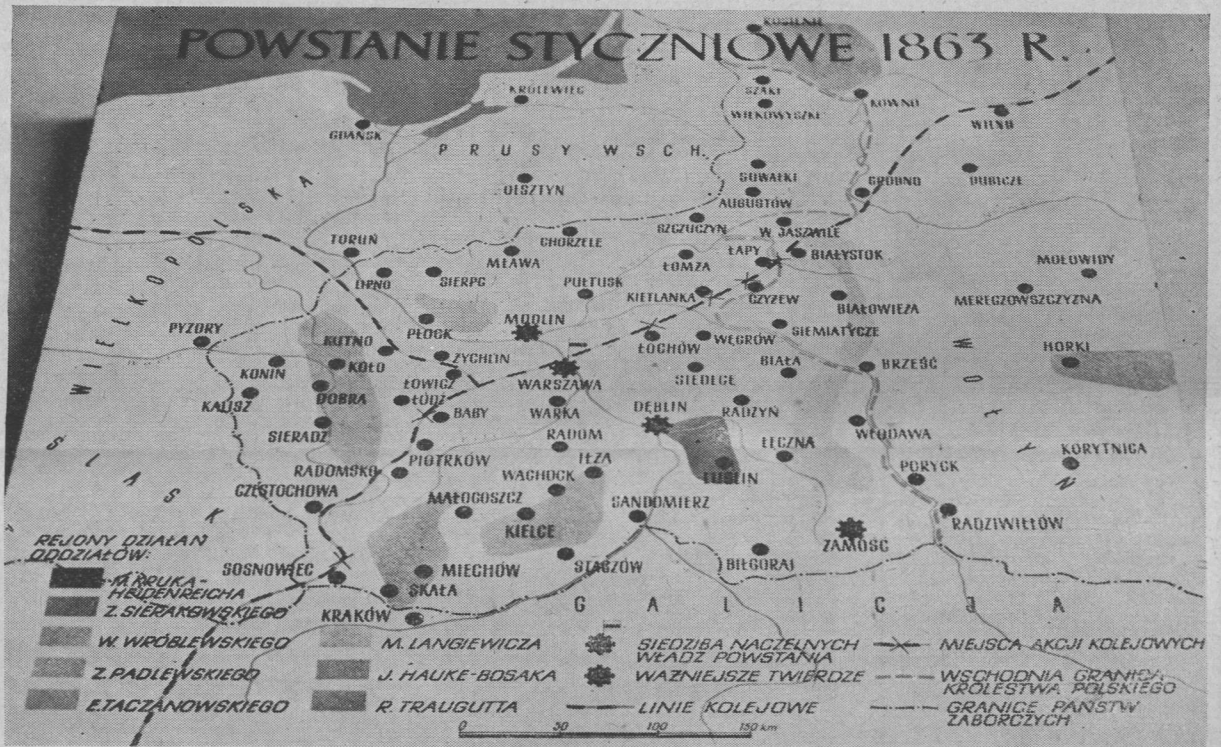 POWSTANIE STYCZNIOWE 1863 R.
KRÓLEWIEC
SZAKI
KOWNO
WIŁKOWYSZKI
WILNO
GDAŃSK
PRUSY WSCH.
SUWAŁKI
OLSZTYN
GRODNO
DUBICZE
AUGUSTÓW
WIELKOPOLSKA
SZCZUCZYN
W. JASZWILE
TORUŃ
CHORZELE
MŁAWA
ŁAPY
BIAŁYSTOK
ŁOMZA
MOŁOWIDY
LIPNO
SIERPC
PUŁTUSK
KIETLANKA
CZYŻEW
BIAŁOWIEŻA
MERECZOWSZCZYZNA
PYZDRY
PŁOCK
MODLIN
SIEMIATYCZE
KUTNO
ŁOCHÓW
WĘGRÓW
HORKI
ŻYCHLIN
KONIN
KOŁO
BIAŁA
BRZEŚĆ
ŁOWICZ
WARSZAWA
SIEDLCE
KALISZ
DOBRA
ŁÓDŹ
BABY
WARKA
DĘBLIN
RADZYŃ
SIERADZ
RADOM
WŁODAWA
WOŁYŃ
PIOTRKÓW
ŁĘCZNA
KORYTNICA
RADOMSKO
IŁŻA
LUBLIN
WĄCHOCK
PORYCK
ŚLĄSK
CZĘSTOCHOWA
MAŁOGOSZCZ
SANDOMIERZ
RADZIWIŁŁÓW
KIELCE
ZAMOŚĆ
STASZÓW
BIŁGORAJ
SOSNOWIEC
MIECHÓW
SKAŁA
KRAKÓW
GALICJA
REJONY DZIAŁAŃ
ODDZIAŁÓW:
M. KRUKA-
HEIDENREICHA
Z. SIERAKOWSKIEGO
W. WRÓBLEWSKIEGO
Z. PADLEWSKIEGO
E. TACZANOWSKIEGO
M. LANGIEWICZA
J. HAUKE-BOSAKA
R. TRAUGUTTA
SIEDZIBA NACZELNYCH
WŁADZ POWSTANIA
WAŻNIEJSZE TWIERDZE
LINIE KOLEJOWE
MIEJSCA AKCJI KOLEJOWYCH
WSCHODNIA GRANICA
KRÓLESTWA POLSKIEGO
GRANICE PAŃSTW
ZABORCZYCH
0 50 100 150 km